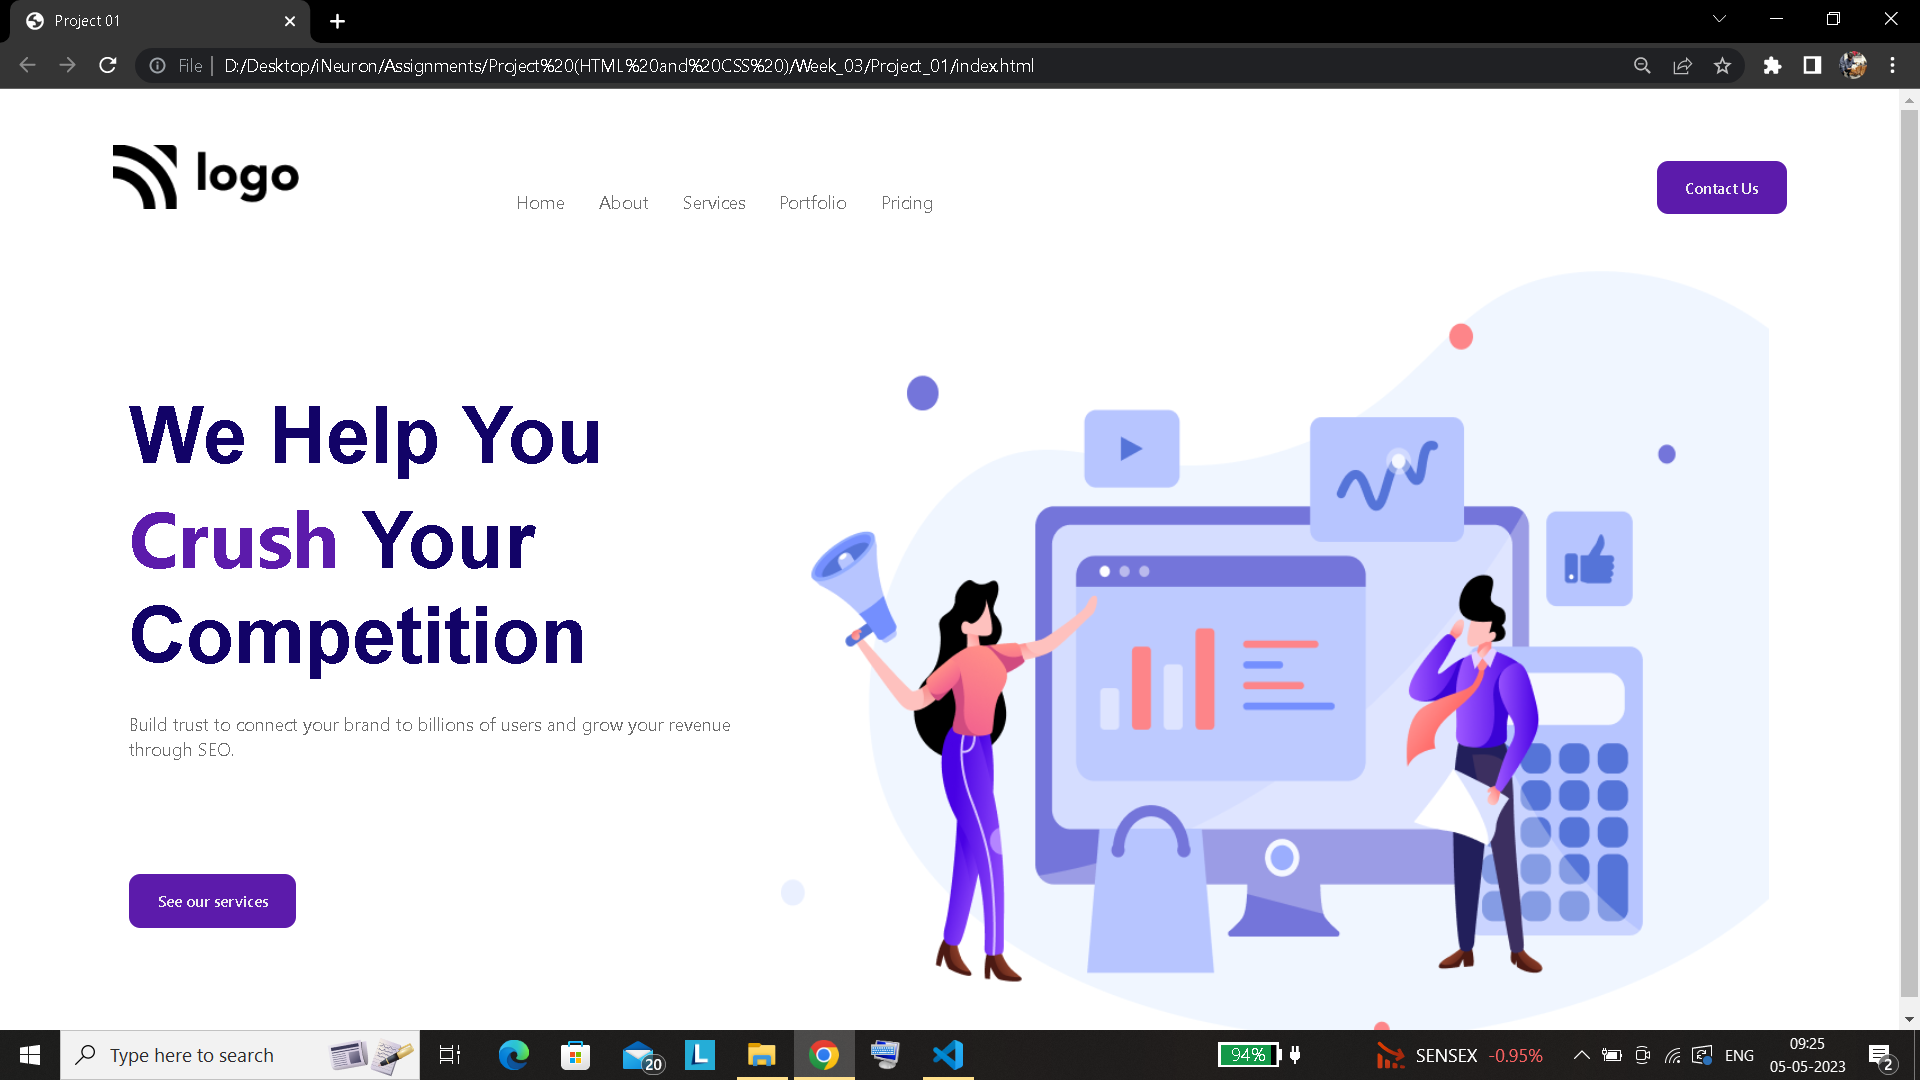 Project 01
File | D:/Desktop/iNeuron/Assignments/Project%20(HTML%20and%20CSS%20)/Week_03/Project_01/index.html
logo
Home About Services Portfolio Pricing
Contact Us
We Help You
Crush Your
Competition
Build trust to connect your brand to billions of users and grow your revenue
through SEO.
See our services
Type here to search
20
L
94%
SENSEX -0.95%
ENG
09:25
05-05-2023
2